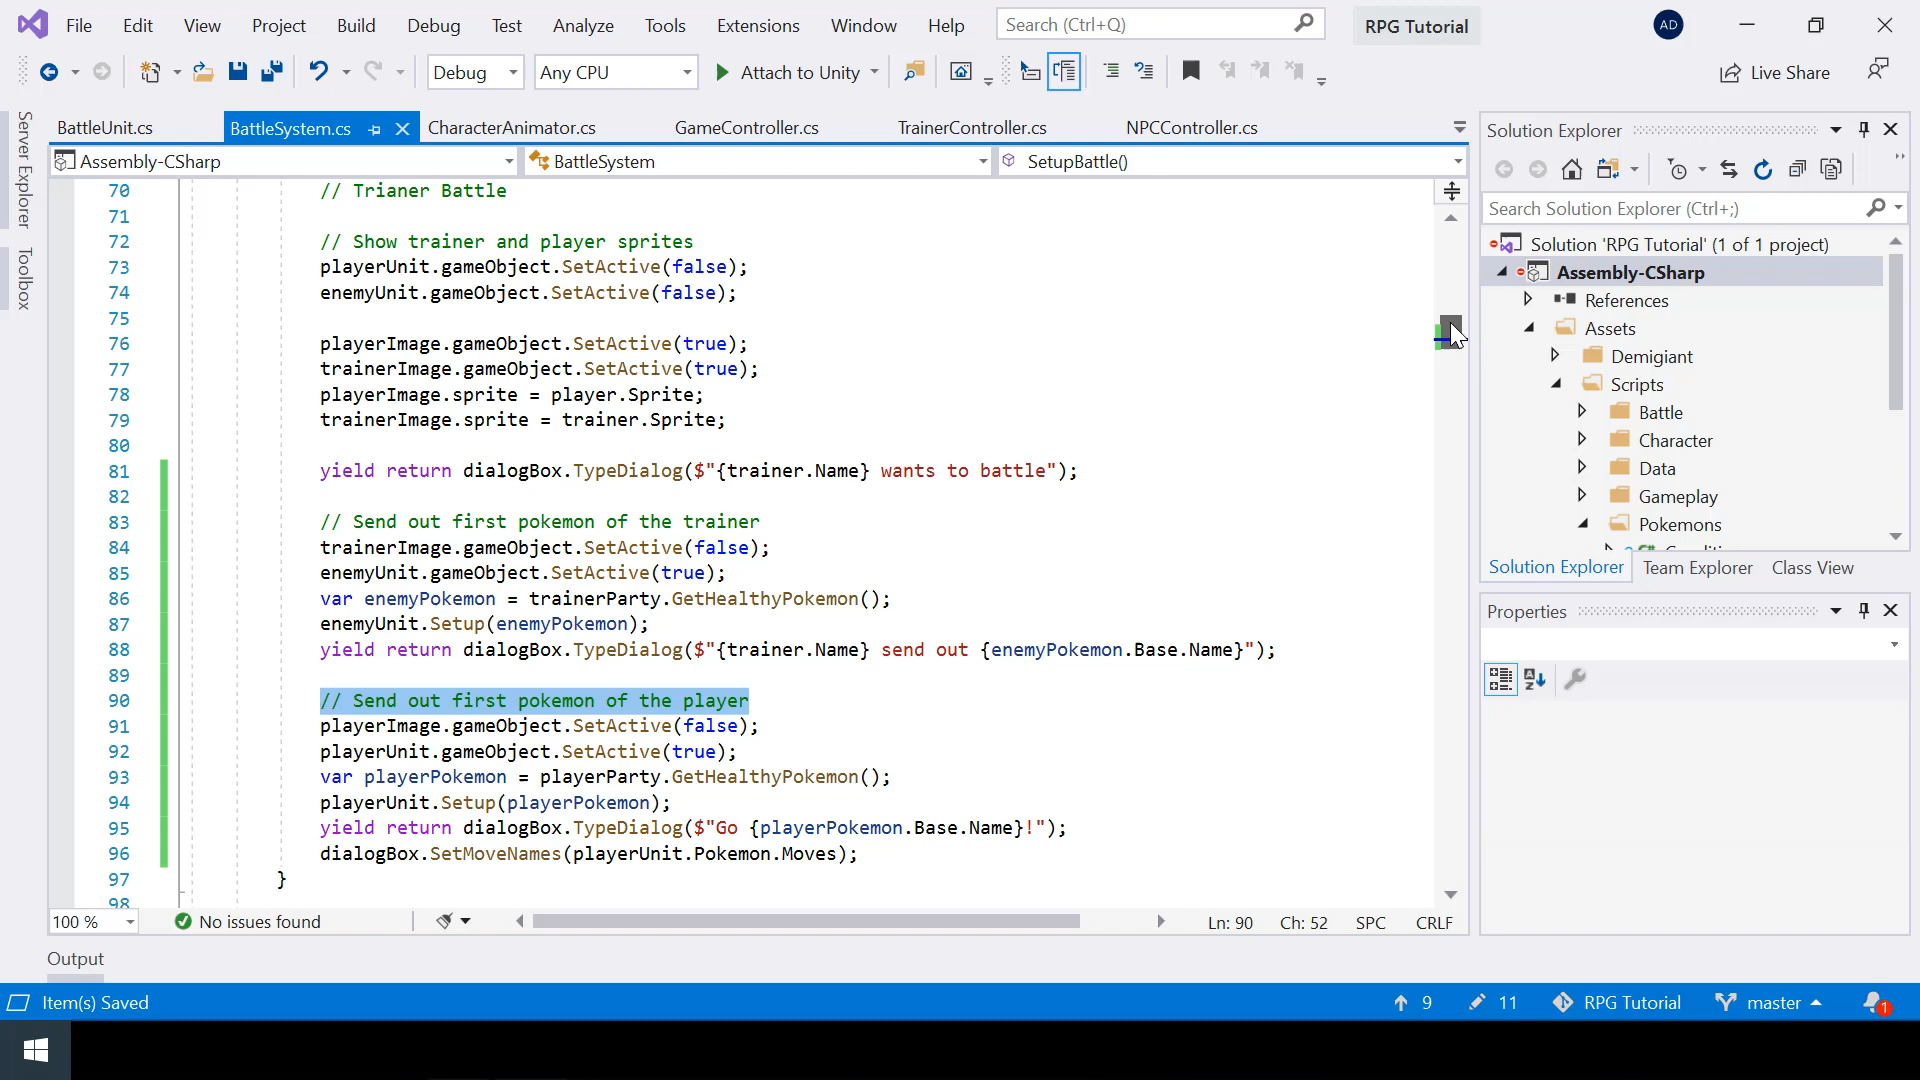 File Edit View Project Build Debug Test Analyze Tools Extensions Window Help Search (Ctrl+Q) RPG Tutorial AD
Debug Any CPU Attach to Unity Live Share
Server Explorer
Toolbox
BattleUnit.cs BattleSystem.cs CharacterAnimator.cs GameController.cs TrainerController.cs NPCController.cs
Assembly-CSharp BattleSystem SetupBattle()
70 // Trianer Battle
71
72 // Show trainer and player sprites
73 playerUnit.gameObject.SetActive(false);
74 enemyUnit.gameObject.SetActive(false);
75
76 playerImage.gameObject.SetActive(true);
77 trainerImage.gameObject.SetActive(true);
78 playerImage.sprite = player.Sprite;
79 trainerImage.sprite = trainer.Sprite;
80
81 yield return dialogBox.TypeDialog($"{trainer.Name} wants to battle");
82
83 // Send out first pokemon of the trainer
84 trainerImage.gameObject.SetActive(false);
85 enemyUnit.gameObject.SetActive(true);
86 var enemyPokemon = trainerParty.GetHealthyPokemon();
87 enemyUnit.Setup(enemyPokemon);
88 yield return dialogBox.TypeDialog($"{trainer.Name} send out {enemyPokemon.Base.Name}");
89
90 // Send out first pokemon of the player
91 playerImage.gameObject.SetActive(false);
92 playerUnit.gameObject.SetActive(true);
93 var playerPokemon = playerParty.GetHealthyPokemon();
94 playerUnit.Setup(playerPokemon);
95 yield return dialogBox.TypeDialog($"Go {playerPokemon.Base.Name}!");
96 dialogBox.SetMoveNames(playerUnit.Pokemon.Moves);
97 }
98
100 % No issues found Ln: 90 Ch: 52 SPC CRLF
Output
Solution Explorer
Search Solution Explorer (Ctrl+;)
Solution 'RPG Tutorial' (1 of 1 project)
Assembly-CSharp
References
Assets
Demigiant
Scripts
Battle
Character
Data
Gameplay
Pokemons
Solution Explorer Team Explorer Class View
Properties
Item(s) Saved 9 11 RPG Tutorial master 1